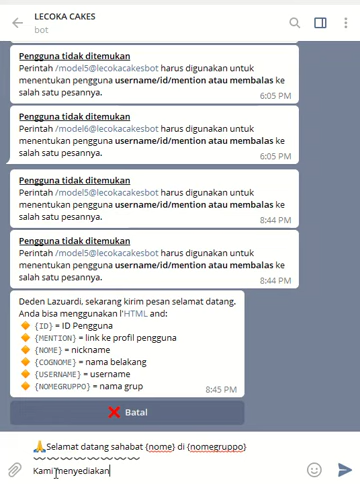 LECOKA CAKES
bot
Pengguna tidak ditemukan
Perintah /model5@lecokacakesbot harus digunakan untuk
menentukan pengguna username/id/mention atau membalas ke
salah satu pesannya.
6:05 PM
Pengguna tidak ditemukan
Perintah /model6@lecokacakesbot harus digunakan untuk
menentukan pengguna username/id/mention atau membalas ke
salah satu pesannya.
6:05 PM
Pengguna tidak ditemukan
Perintah /model5@lecokacakesbot harus digunakan untuk
menentukan pengguna username/id/mention atau membalas ke
salah satu pesannya.
8:44 PM
Pengguna tidak ditemukan
Perintah /model5@lecokacakesbot harus digunakan untuk
menentukan pengguna username/id/mention atau membalas ke
salah satu pesannya.
8:44 PM
Deden Lazuardi, sekarang kirim pesan selamat datang.
Anda bisa menggunakan l'HTML and:
🔸 {ID} = ID Pengguna
🔸 {MENTION} = link ke profil pengguna
🔸 {NOME} = nickname
🔸 {COGNOME} = nama belakang
🔸 {USERNAME} = username
🔸 {NOMEGRUPPO} = nama grup
8:45 PM
❌ Batal
🙏Selamat datang sahabat {nome} di {nomegruppo}
Kami menyediakan